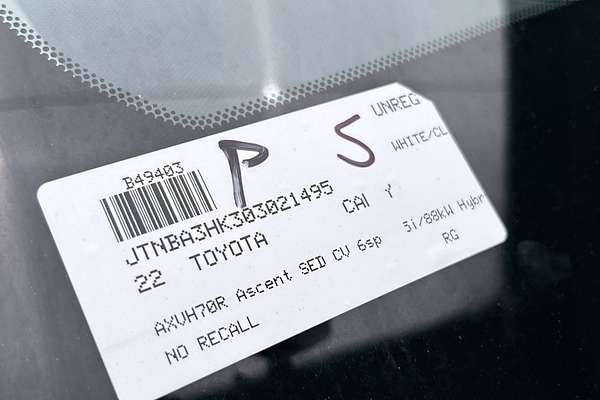 B49403
P S
UNREG
WHITE/CL
JTNBA3HK303021495
22 TOYOTA CAI Y
AXVH70R Ascent SED CV 6sp 5i/88kW Hybr
RG
NO RECALL